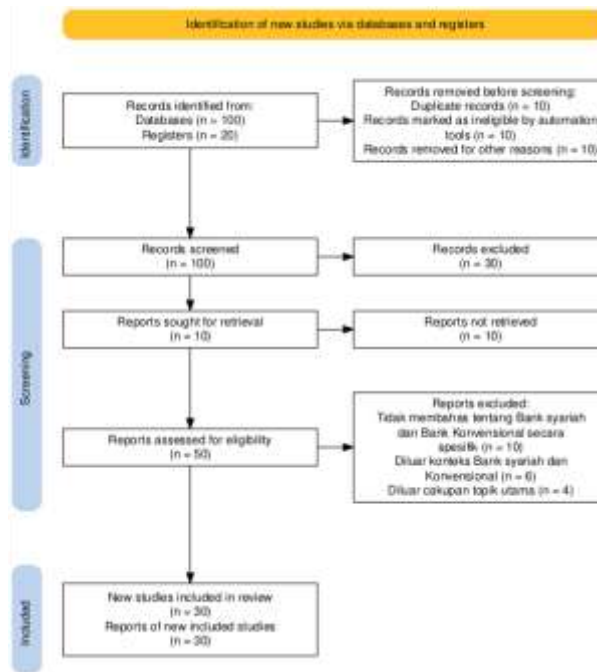 Identification of new studies via databases and registers
Identification
Records identified from:
Databases (n = 100)
Registers (n = 20)
Records removed before screening:
Duplicate records (n = 10)
Records marked as ineligible by automation
tools (n = 10)
Records removed for other reasons (n = 10)
Screening
Records screened
(n = 100)
Records excluded
(n = 30)
Reports sought for retrieval
(n = 10)
Reports not retrieved
(n = 10)
Reports assessed for eligibility
(n = 50)
Reports excluded:
Tidak membahas tentang Bank syariah
dan Bank Konvensional secara
spesifik (n = 10)
Diluar konteks Bank syariah dan
Konvensional (n = 6)
Diluar cakupan topik utama (n = 4)
Included
New studies included in review
(n = 30)
Reports of new included studies
(n = 30)